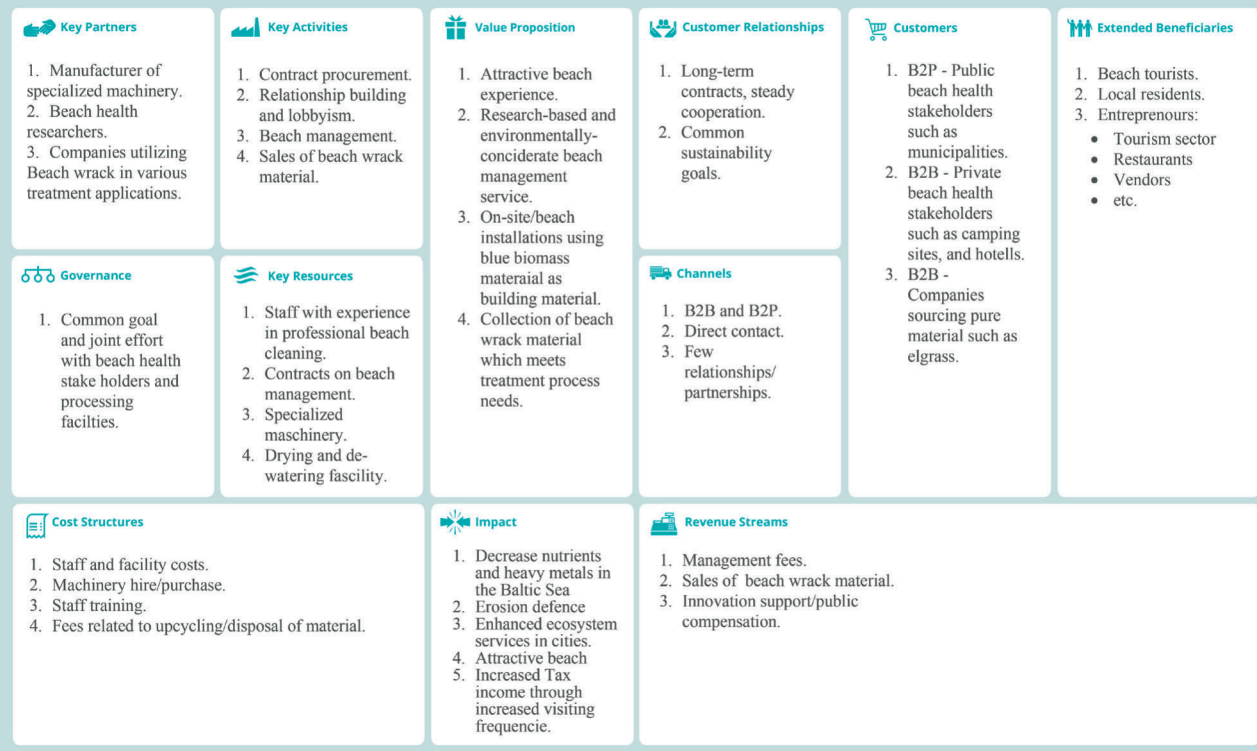 Key Partners
1. Manufacturer of
specialized machinery.
2. Beach health
researchers.
3. Companies utilizing
Beach wrack in various
treatment applications.
Key Activities
1. Contract procurement.
2. Relationship building
and lobbyism.
3. Beach management.
4. Sales of beach wrack
material.
Value Proposition
1. Attractive beach
experience.
2. Research-based and
environmentally-
conciderate beach
management
service.
3. On-site/beach
installations using
blue biomass
materaial as
building material.
4. Collection of beach
wrack material
which meets
treatment process
needs.
Customer Relationships
1. Long-term
contracts, steady
cooperation.
2. Common
sustainability
goals.
Customers
1. B2P - Public
beach health
stakeholders
such as
municipalities.
2. B2B - Private
beach health
stakeholders
such as camping
sites, and hotells.
3. B2B -
Companies
sourcing pure
material such as
elgrass.
Extended Beneficiaries
1. Beach tourists.
2. Local residents.
3. Entreprenours:
• Tourism sector
• Restaurants
• Vendors
• etc.
Governance
1. Common goal
and joint effort
with beach health
stake holders and
processing
facilties.
Key Resources
1. Staff with experience
in professional beach
cleaning.
2. Contracts on beach
management.
3. Specialized
maschinery.
4. Drying and de-
watering fascility.
Channels
1. B2B and B2P.
2. Direct contact.
3. Few
relationships/
partnerships.
Cost Structures
1. Staff and facility costs.
2. Machinery hire/purchase.
3. Staff training.
4. Fees related to upcycling/disposal of material.
Impact
1. Decrease nutrients
and heavy metals in
the Baltic Sea
2. Erosion defence
3. Enhanced ecosystem
services in cities.
4. Attractive beach
5. Increased Tax
income through
increased visiting
frequencie.
Revenue Streams
1. Management fees.
2. Sales of beach wrack material.
3. Innovation support/public
compensation.